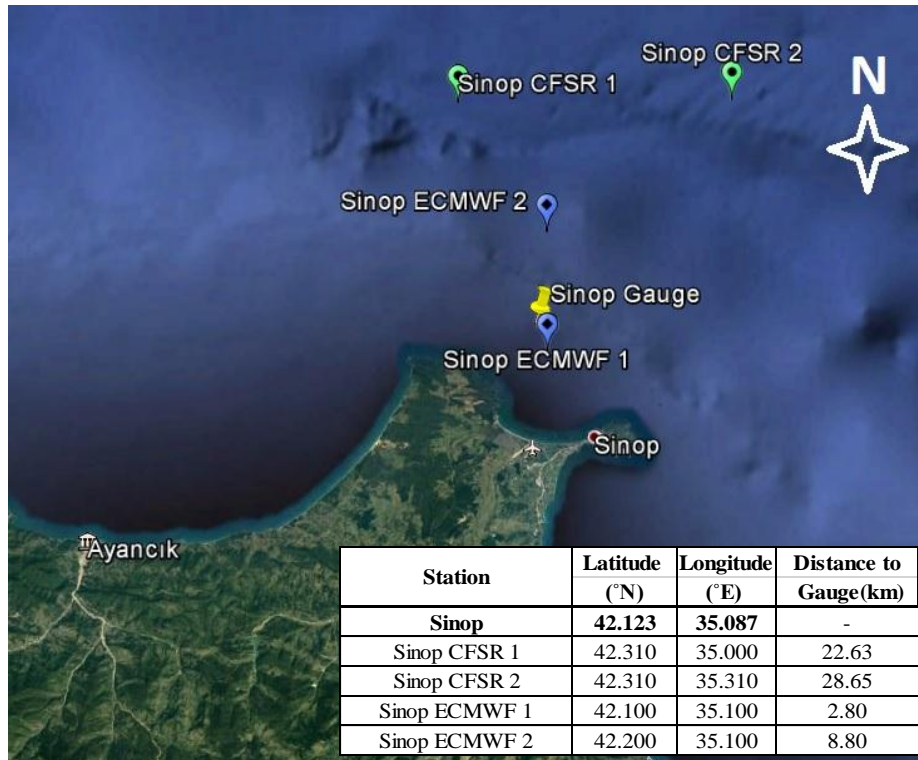 Sinop CFSR 2
Sinop CFSR 1
N
Sinop ECMWF 2
Sinop Gauge
Sinop ECMWF 1
Sinop
Ayancık
Station Latitude (˚N) Longitude (˚E) Distance to Gauge(km)
Sinop 42.123 35.087 -
Sinop CFSR 1 42.310 35.000 22.63
Sinop CFSR 2 42.310 35.310 28.65
Sinop ECMWF 1 42.100 35.100 2.80
Sinop ECMWF 2 42.200 35.100 8.80